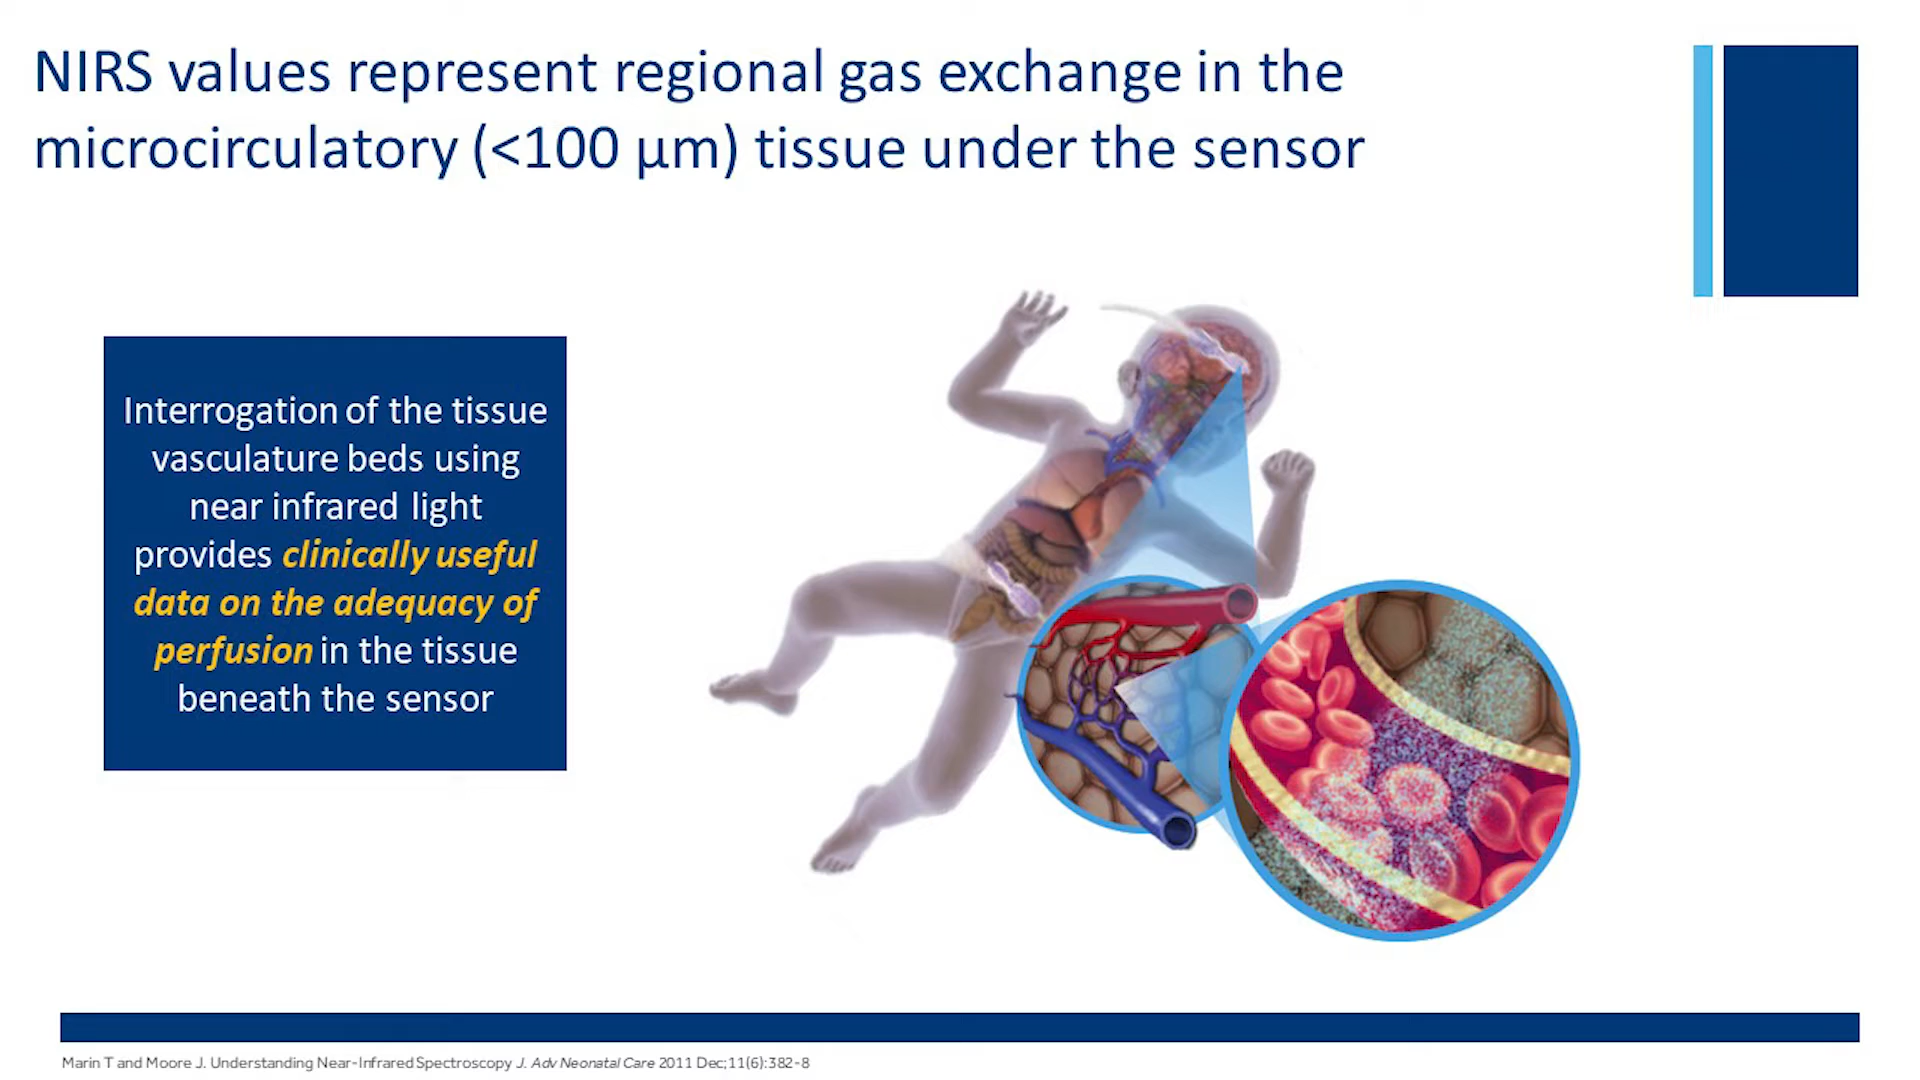 NIRS values represent regional gas exchange in the
microcirculatory (<100 µm) tissue under the sensor
Interrogation of the tissue
vasculature beds using
near infrared light
provides clinically useful
data on the adequacy of
perfusion in the tissue
beneath the sensor
Marin T and Moore J. Understanding Near-Infrared Spectroscopy J. Adv Neonatal Care 2011 Dec;11(6):382-8